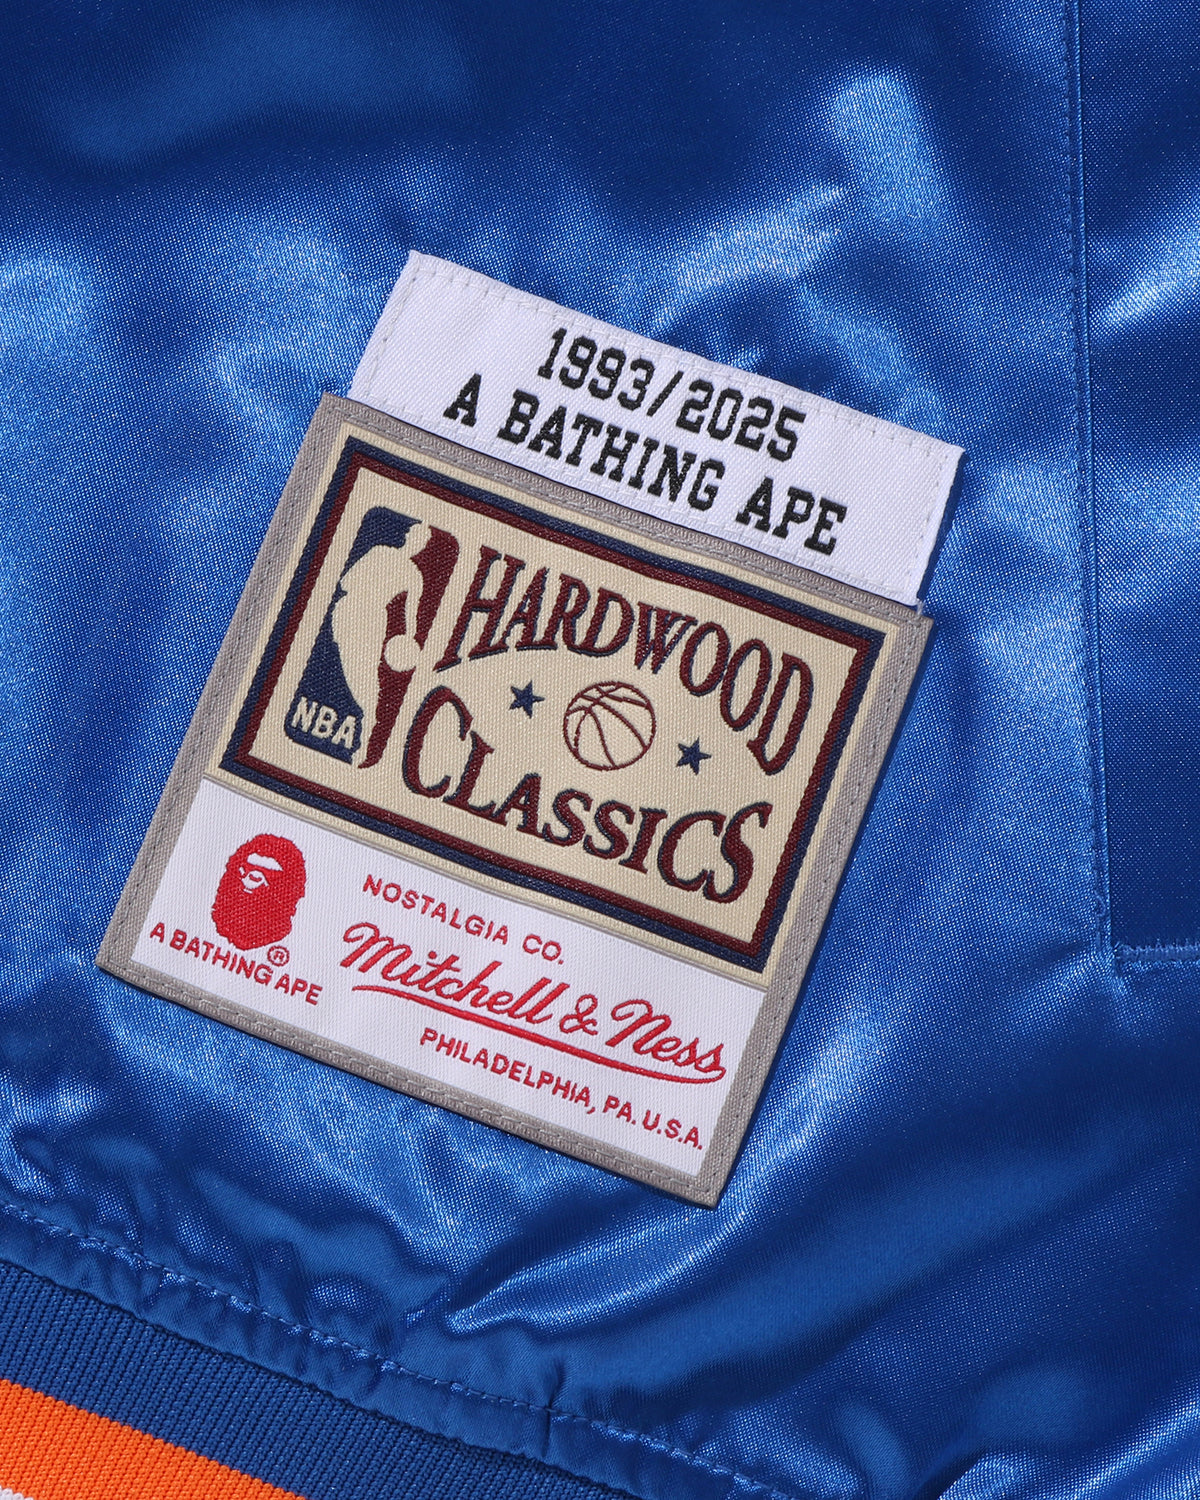 1993/2025
A BATHING APE
HARDWOOD
CLASSICS
NBA
NOSTALGIA CO.
Mitchell & Ness
PHILADELPHIA, PA. U.S.A.
®
A BATHING APE